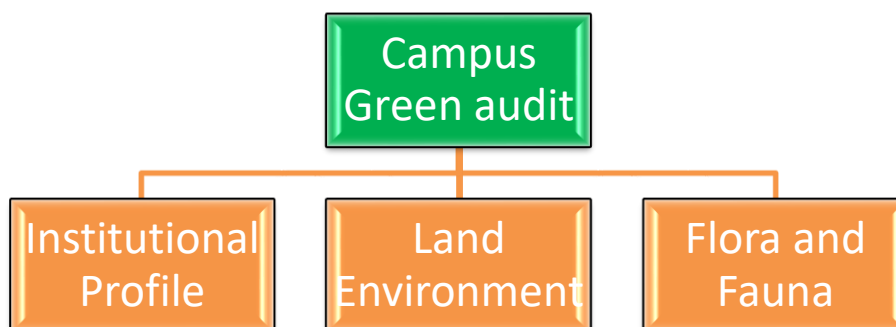 Campus
Green audit
Institutional
Profile
Land
Environment
Flora and
Fauna